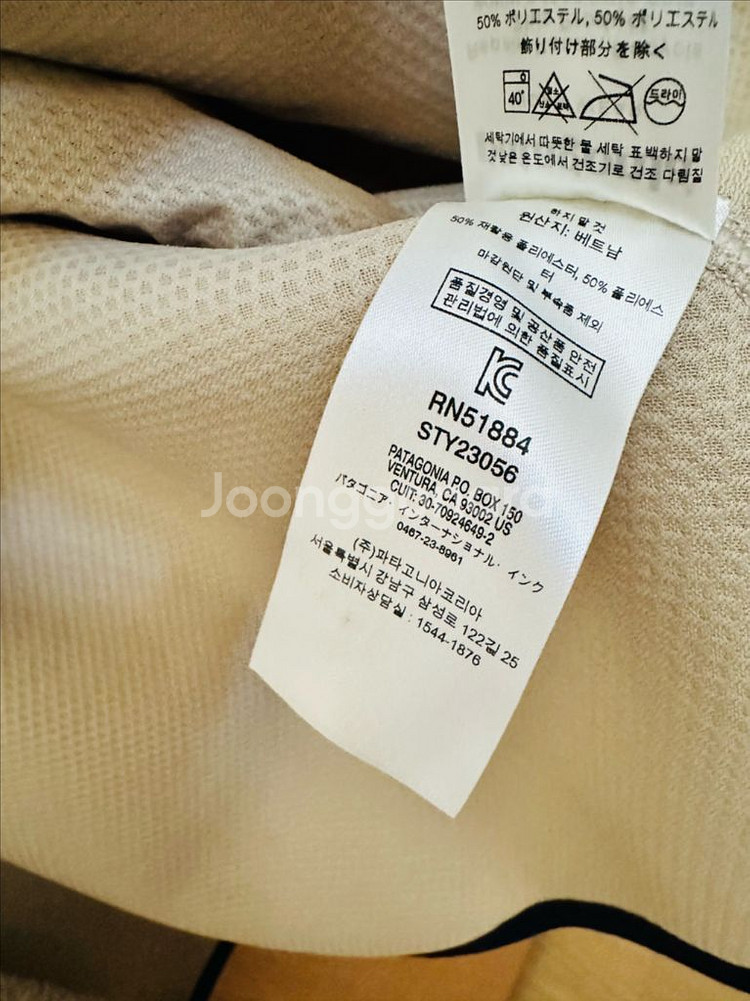 50% ポリエステル, 50% ポリエステル
飾り付け部分を除く
40°
드라이
세탁기에서 따뜻한 물 세탁 표백하지 말
것낮은 온도에서 건조기로 건조 다림질
하지 말 것
원산지: 베트남
50% 재활용 폴리에스터, 50% 폴리에스
터
마감원단 및 부속품 제외
품질경영 및 공산품 안전
관리법에 의한 품질표시
RN51884
STY23056
PATAGONIA P.O. BOX 150
VENTURA, CA 93002 US
CUIT: 30-70924649-2
パタゴニア・インターナショナル・インク
0467-23-8961
(주)파타고니아코리아
서울특별시 강남구 삼성로 122길 25
소비자상담실 : 1544-1876